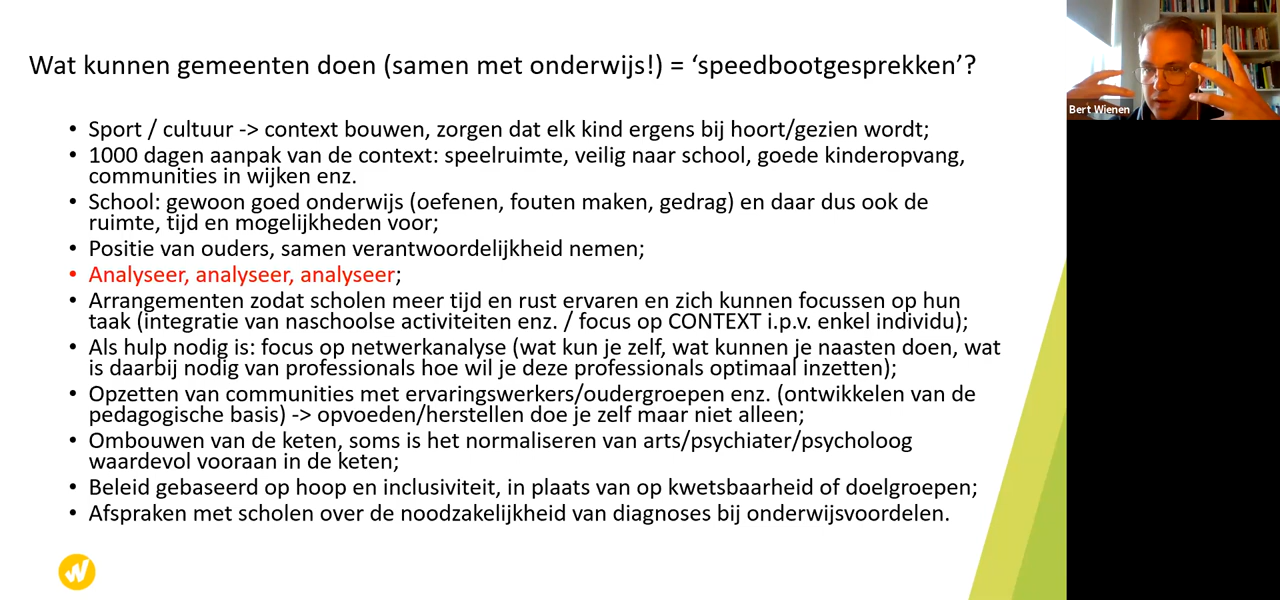 Wat kunnen gemeenten doen (samen met onderwijs!) = ‘speedbootgesprekken’?
Bert Wienen
• Sport / cultuur -> context bouwen, zorgen dat elk kind ergens bij hoort/gezien wordt;
• 1000 dagen aanpak van de context: speelruimte, veilig naar school, goede kinderopvang,
communities in wijken enz.
• School: gewoon goed onderwijs (oefenen, fouten maken, gedrag) en daar dus ook de
ruimte, tijd en mogelijkheden voor;
• Positie van ouders, samen verantwoordelijkheid nemen;
• Analyseer, analyseer, analyseer;
• Arrangementen zodat scholen meer tijd en rust ervaren en zich kunnen focussen op hun
taak (integratie van naschoolse activiteiten enz. / focus op CONTEXT i.p.v. enkel individu);
• Als hulp nodig is: focus op netwerkanalyse (wat kun je zelf, wat kunnen je naasten doen, wat
is daarbij nodig van professionals hoe wil je deze professionals optimaal inzetten);
• Opzetten van communities met ervaringswerkers/oudergroepen enz. (ontwikkelen van de
pedagogische basis) -> opvoeden/herstellen doe je zelf maar niet alleen;
• Ombouwen van de keten, soms is het normaliseren van arts/psychiater/psycholoog
waardevol vooraan in de keten;
• Beleid gebaseerd op hoop en inclusiviteit, in plaats van op kwetsbaarheid of doelgroepen;
• Afspraken met scholen over de noodzakelijkheid van diagnoses bij onderwijsvoordelen.